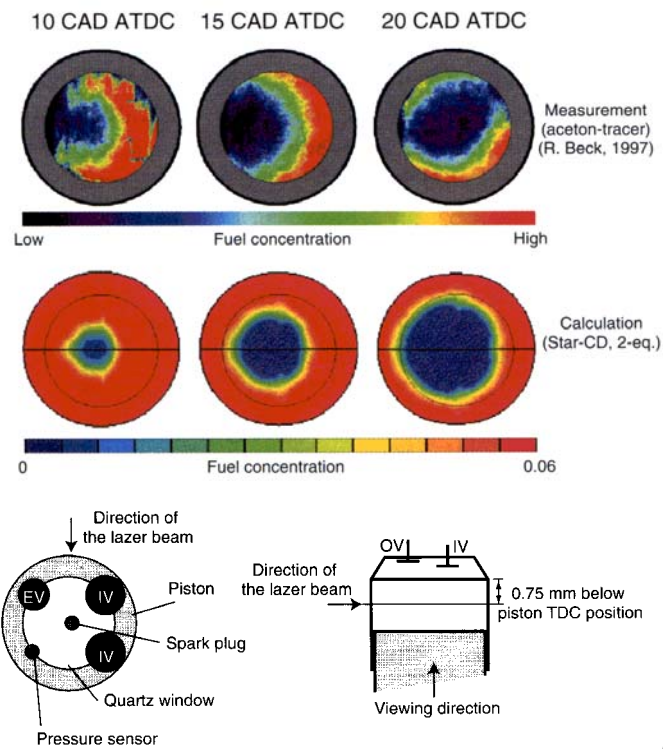 10 CAD ATDC 15 CAD ATDC 20 CAD ATDC
Measurement
(aceton-tracer)
(R. Beck, 1997)
Low Fuel concentration High
Calculation
(Star-CD, 2-eq.)
0 Fuel concentration 0.06
Direction of
the lazer beam
EV IV
Piston
Spark plug
IV
Quartz window
Pressure sensor
OV IV
Direction of
the lazer beam
0.75 mm below
piston TDC position
Viewing direction